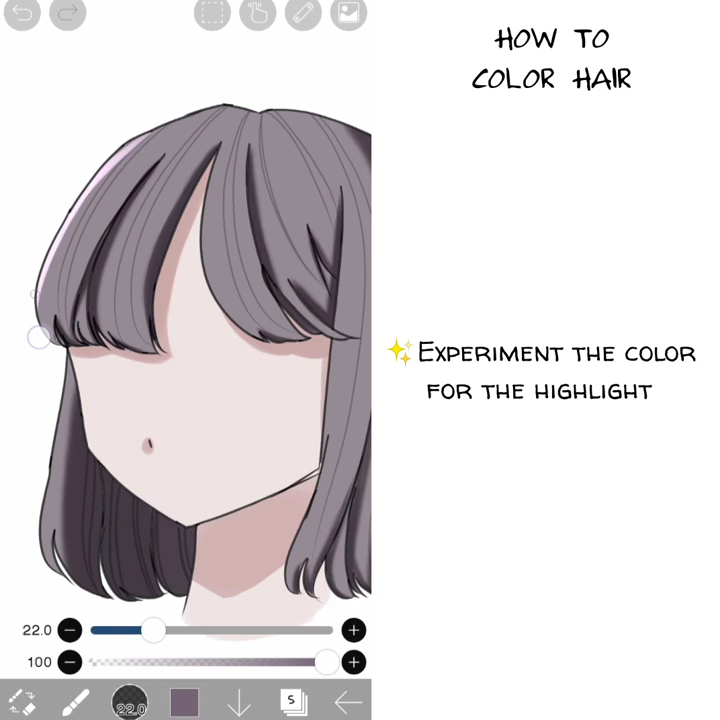 HOW TO
COLOR HAIR
✨EXPERIMENT THE COLOR
FOR THE HIGHLIGHT
22.0
100
22.0
S